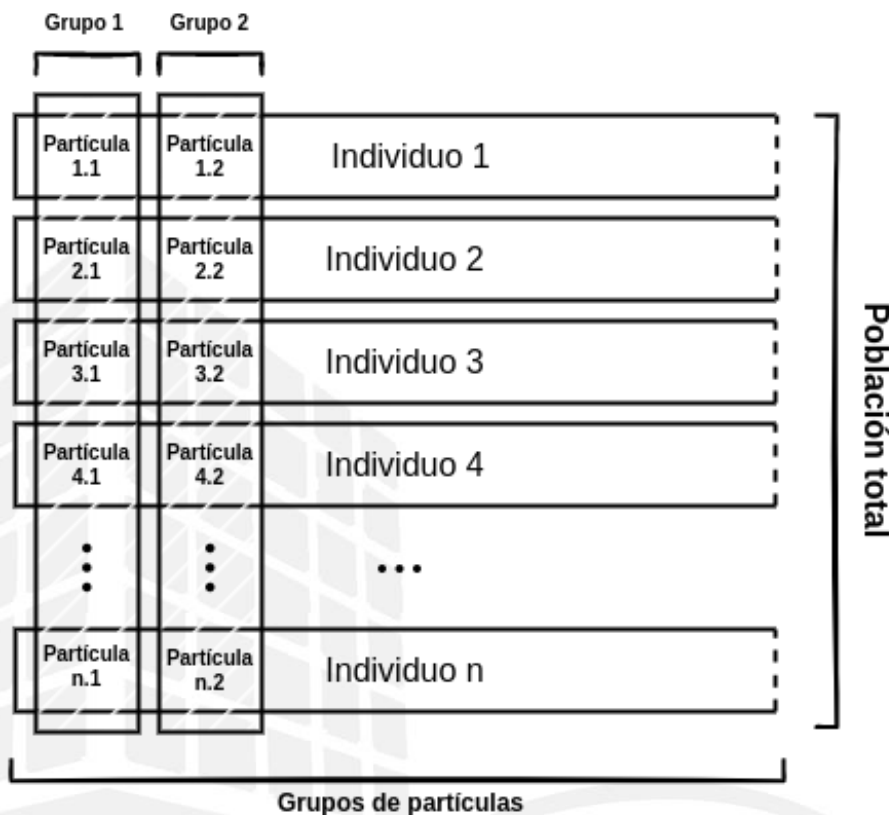 Grupo 1 Grupo 2
Partícula Partícula
1.1 1.2
Individuo 1
Partícula Partícula
2.1 2.2
Individuo 2
Partícula Partícula
3.1 3.2
Individuo 3
Partícula Partícula
4.1 4.2
Individuo 4
...
Partícula Partícula
n.1 n.2
Individuo n
Población total
Grupos de partículas